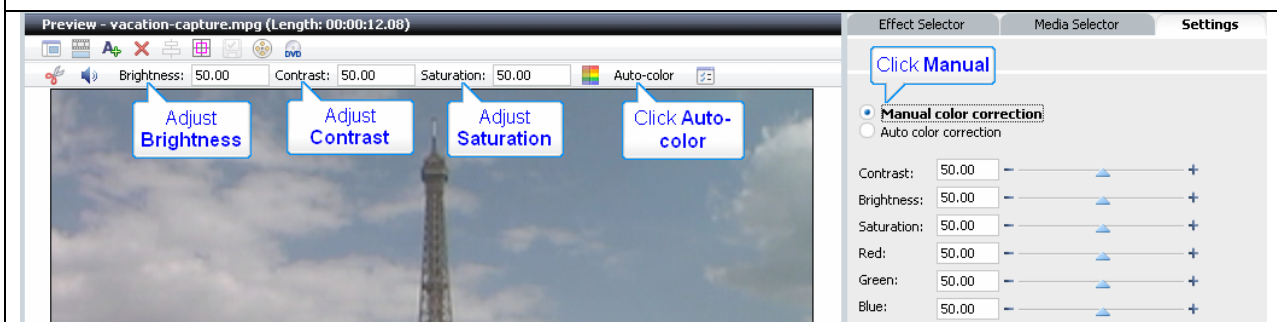 Preview - vacation-capture.mpg (Length: 00:00:12.08)
Effect Selector
Media Selector
Settings
DVD
Brightness: 50.00 Contrast: 50.00 Saturation: 50.00 Auto-color
Click Manual
Adjust
Brightness
Adjust
Contrast
Adjust
Saturation
Click Auto-
color
Manual color correction
Auto color correction
Contrast: 50.00
Brightness: 50.00
Saturation: 50.00
Red: 50.00
Green: 50.00
Blue: 50.00